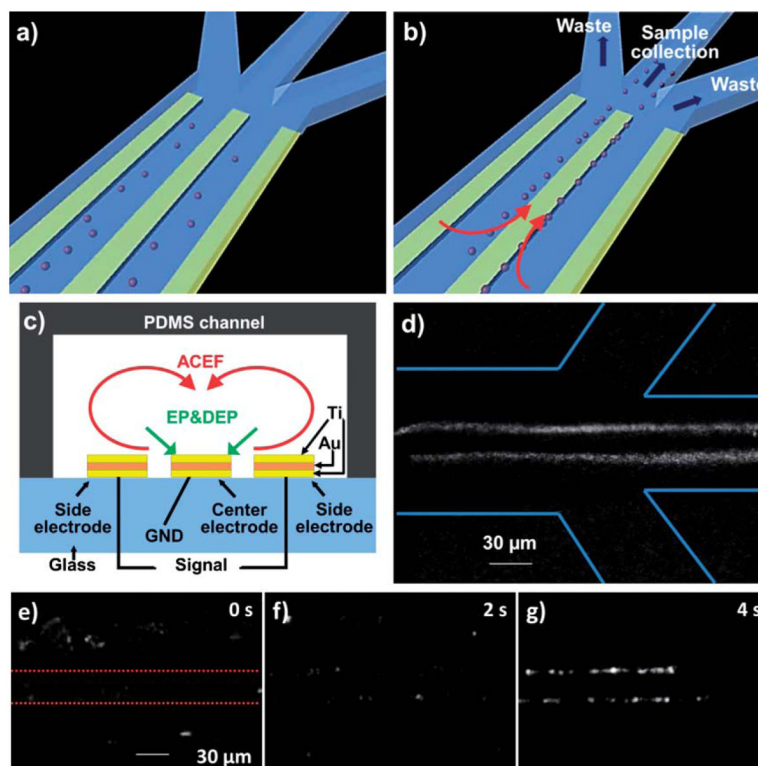 a)
b)
Waste
Sample
collection
Waste
c)
PDMS channel
ACEF
EP&DEP
Ti
Au
Side
electrode
GND
Center
electrode
Side
electrode
Glass
Signal
d)
30 µm
e)
0 s
30 µm
f)
2 s
g)
4 s